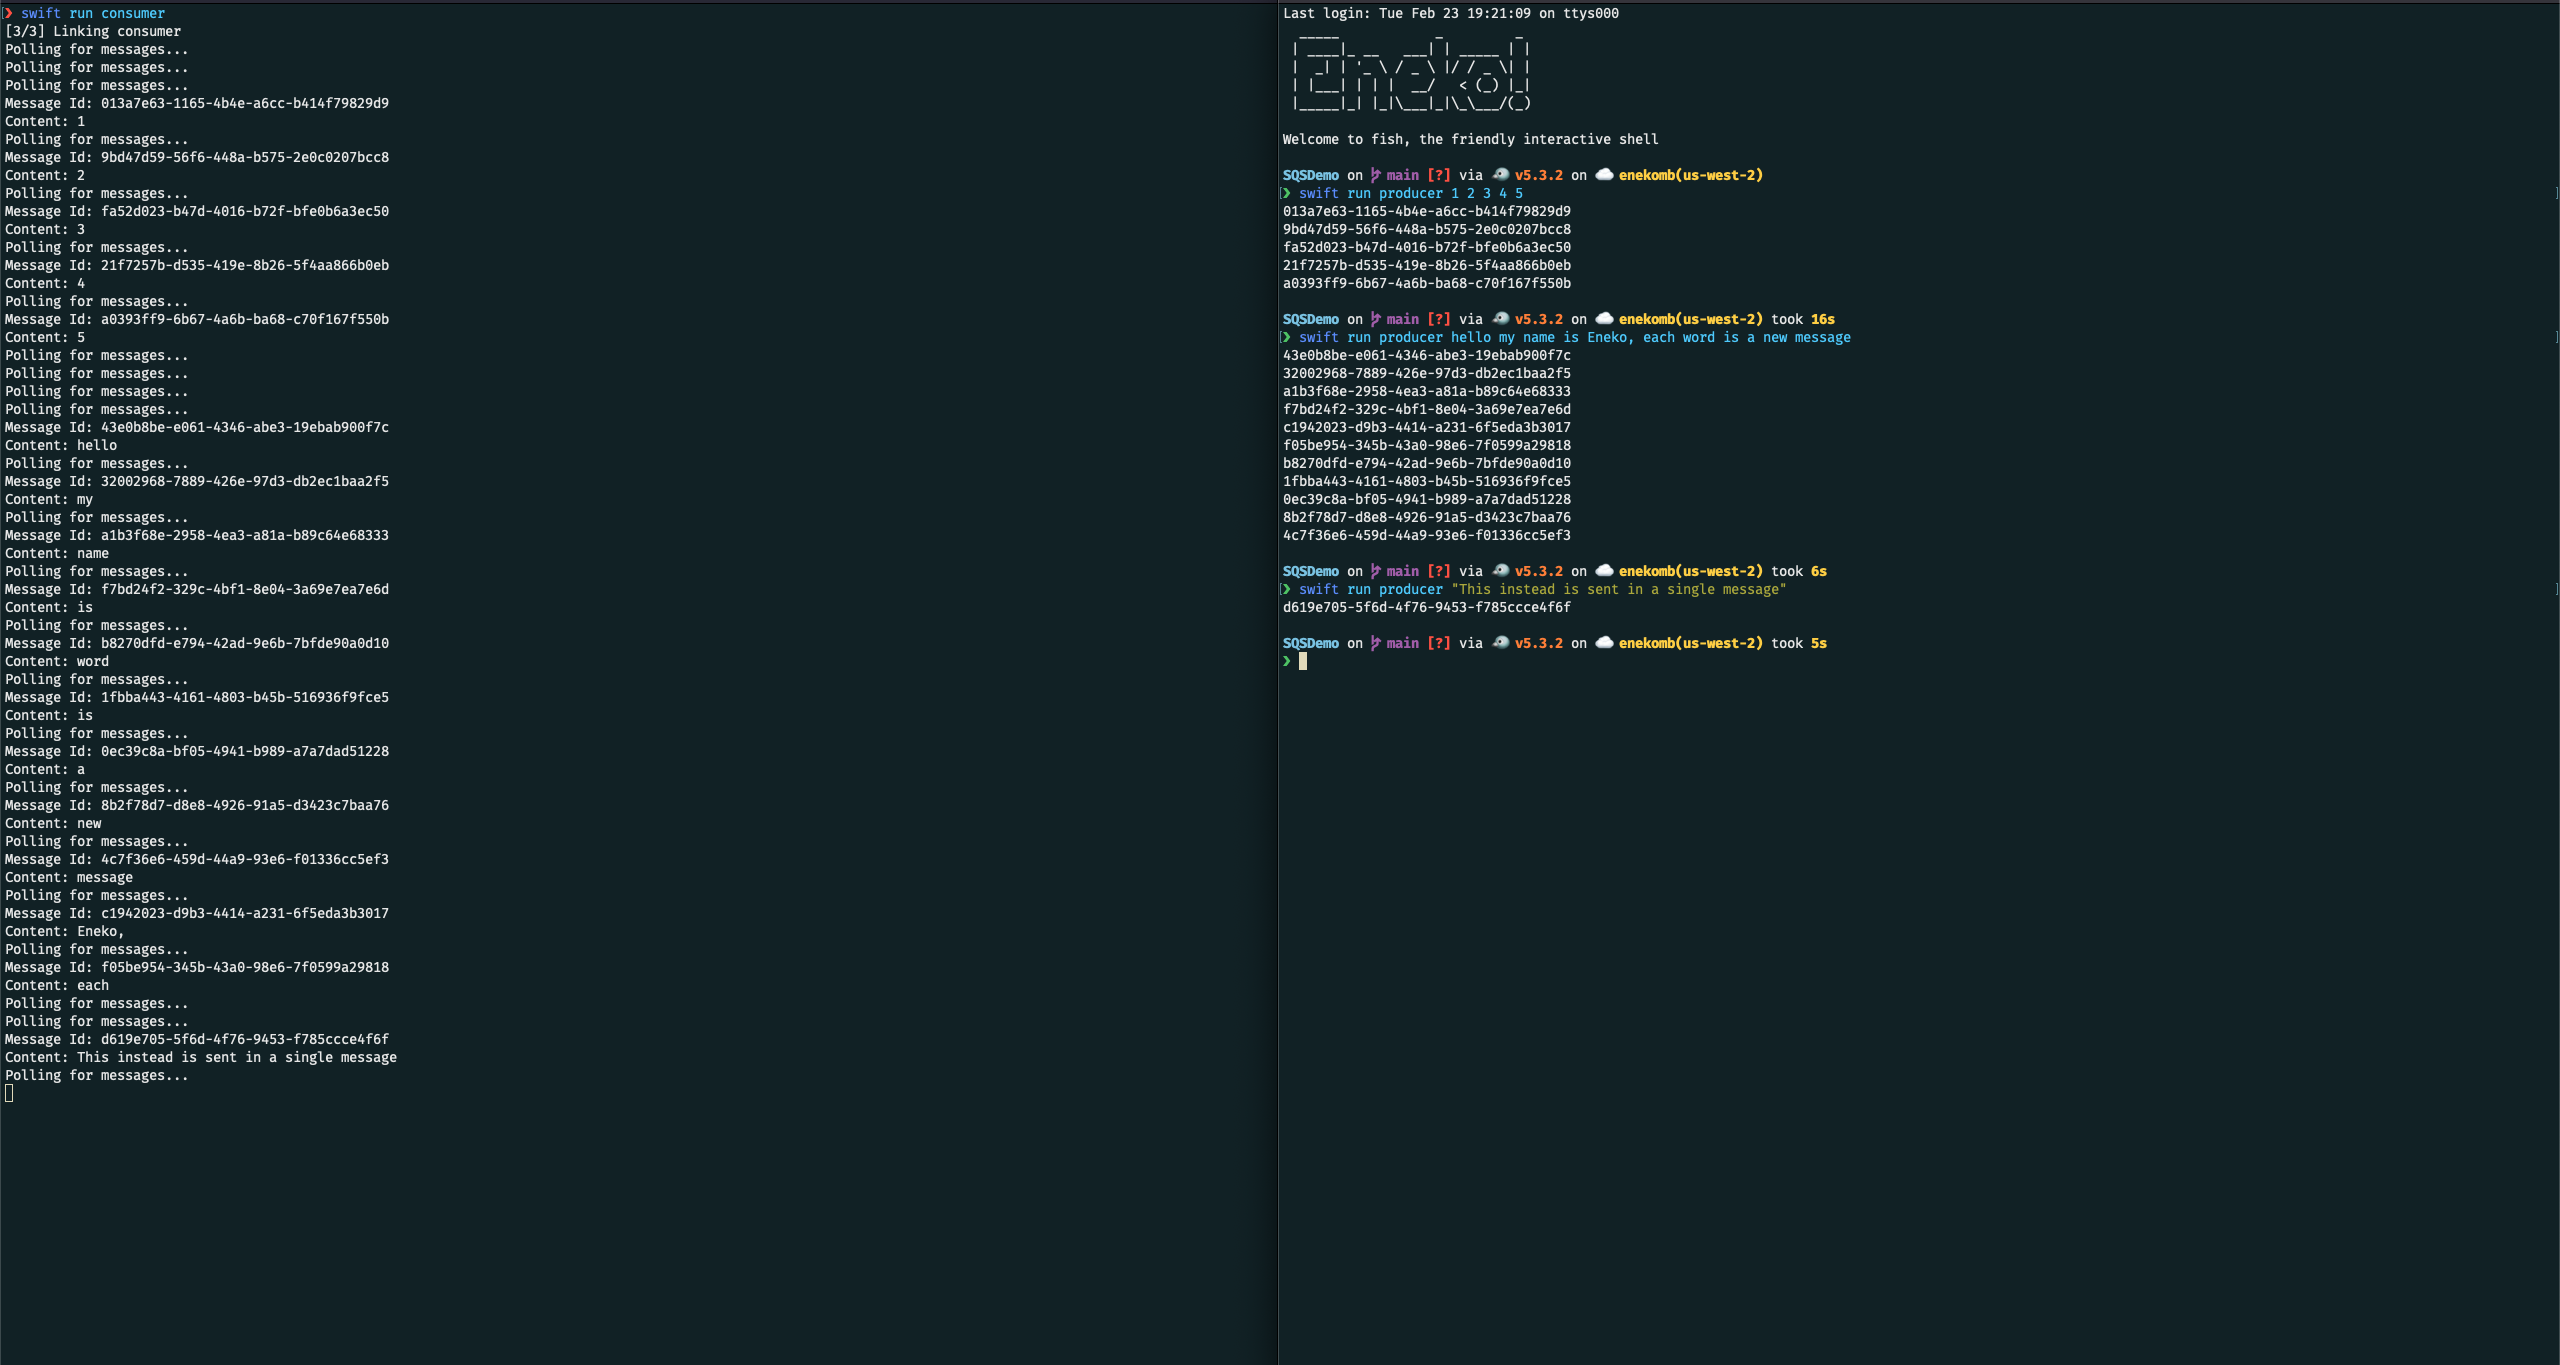 ❯ swift run consumer
[3/3] Linking consumer
Polling for messages...
Polling for messages...
Polling for messages...
Message Id: 013a7e63-1165-4b4e-a6cc-b414f79829d9
Content: 1
Polling for messages...
Message Id: 9bd47d59-56f6-448a-b575-2e0c0207bcc8
Content: 2
Polling for messages...
Message Id: fa52d023-b47d-4016-b72f-bfe0b6a3ec50
Content: 3
Polling for messages...
Message Id: 21f7257b-d535-419e-8b26-5f4aa866b0eb
Content: 4
Polling for messages...
Message Id: a0393ff9-6b67-4a6b-ba68-c70f167f550b
Content: 5
Polling for messages...
Polling for messages...
Polling for messages...
Polling for messages...
Message Id: 43e0b8be-e061-4346-abe3-19ebab900f7c
Content: hello
Polling for messages...
Message Id: 32002968-7889-426e-97d3-db2ec1baa2f5
Content: my
Polling for messages...
Message Id: a1b3f68e-2958-4ea3-a81a-b89c64e68333
Content: name
Polling for messages...
Message Id: f7bd24f2-329c-4bf1-8e04-3a69e7ea7e6d
Content: is
Polling for messages...
Message Id: b8270dfd-e794-42ad-9e6b-7bfde90a0d10
Content: word
Polling for messages...
Message Id: 1fbba443-4161-4803-b45b-516936f9fce5
Content: is
Polling for messages...
Message Id: 0ec39c8a-bf05-4941-b989-a7a7dad51228
Content: a
Polling for messages...
Message Id: 8b2f78d7-d8e8-4926-91a5-d3423c7baa76
Content: new
Polling for messages...
Message Id: 4c7f36e6-459d-44a9-93e6-f01336cc5ef3
Content: message
Polling for messages...
Message Id: c1942023-d9b3-4414-a231-6f5eda3b3017
Content: Eneko,
Polling for messages...
Message Id: f05be954-345b-43a0-98e6-7f0599a29818
Content: each
Polling for messages...
Polling for messages...
Message Id: d619e705-5f6d-4f76-9453-f785ccce4f6f
Content: This instead is sent in a single message
Polling for messages...
Last login: Tue Feb 23 19:21:09 on ttys000
Eneko!
Welcome to fish, the friendly interactive shell
SQSDemo on main [?] via v5.3.2 on enekomb(us-west-2)
❯ swift run producer 1 2 3 4 5
013a7e63-1165-4b4e-a6cc-b414f79829d9
9bd47d59-56f6-448a-b575-2e0c0207bcc8
fa52d023-b47d-4016-b72f-bfe0b6a3ec50
21f7257b-d535-419e-8b26-5f4aa866b0eb
a0393ff9-6b67-4a6b-ba68-c70f167f550b
SQSDemo on main [?] via v5.3.2 on enekomb(us-west-2) took 16s
❯ swift run producer hello my name is Eneko, each word is a new message
43e0b8be-e061-4346-abe3-19ebab900f7c
32002968-7889-426e-97d3-db2ec1baa2f5
a1b3f68e-2958-4ea3-a81a-b89c64e68333
f7bd24f2-329c-4bf1-8e04-3a69e7ea7e6d
c1942023-d9b3-4414-a231-6f5eda3b3017
f05be954-345b-43a0-98e6-7f0599a29818
b8270dfd-e794-42ad-9e6b-7bfde90a0d10
1fbba443-4161-4803-b45b-516936f9fce5
0ec39c8a-bf05-4941-b989-a7a7dad51228
8b2f78d7-d8e8-4926-91a5-d3423c7baa76
4c7f36e6-459d-44a9-93e6-f01336cc5ef3
SQSDemo on main [?] via v5.3.2 on enekomb(us-west-2) took 6s
❯ swift run producer "This instead is sent in a single message"
d619e705-5f6d-4f76-9453-f785ccce4f6f
SQSDemo on main [?] via v5.3.2 on enekomb(us-west-2) took 5s
❯